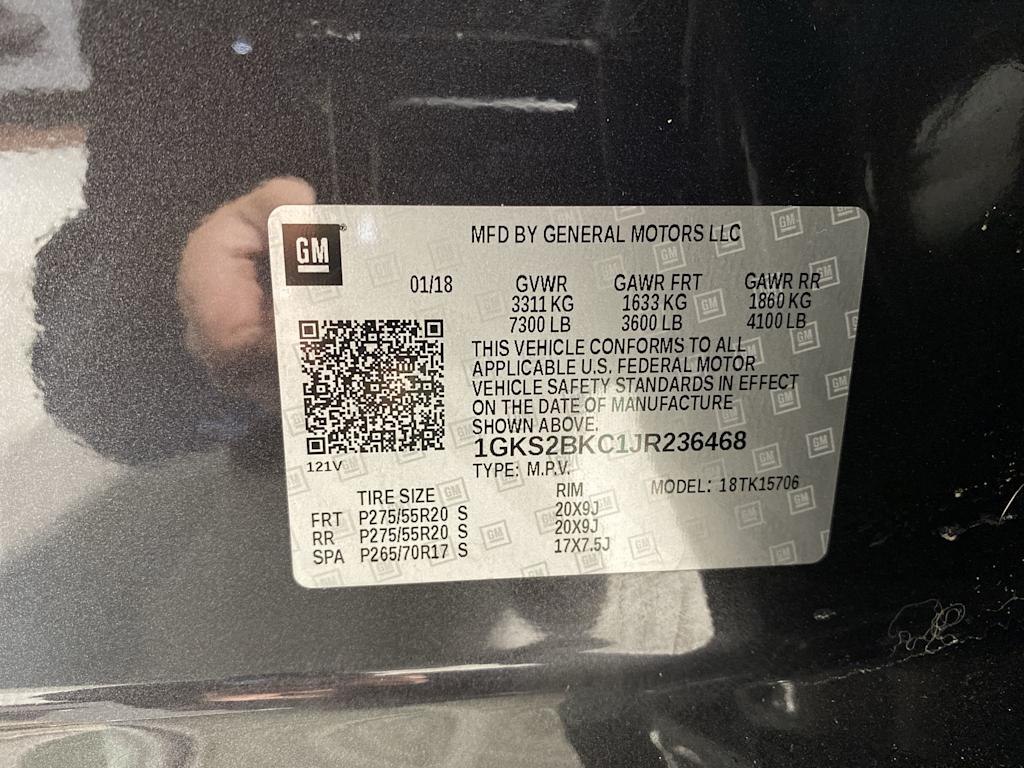 GM
MFD BY GENERAL MOTORS LLC
01/18
GVWR GAWR FRT GAWR RR
3311 KG 1633 KG 1860 KG
7300 LB 3600 LB 4100 LB
THIS VEHICLE CONFORMS TO ALL
APPLICABLE U.S. FEDERAL MOTOR
VEHICLE SAFETY STANDARDS IN EFFECT
ON THE DATE OF MANUFACTURE
SHOWN ABOVE.
1GKS2BKC1JR236468
121V
TYPE: M.P.V.
MODEL: 18TK15706
TIRE SIZE RIM
FRT P275/55R20 S 20X9J
RR P275/55R20 S 20X9J
SPA P265/70R17 S 17X7.5J